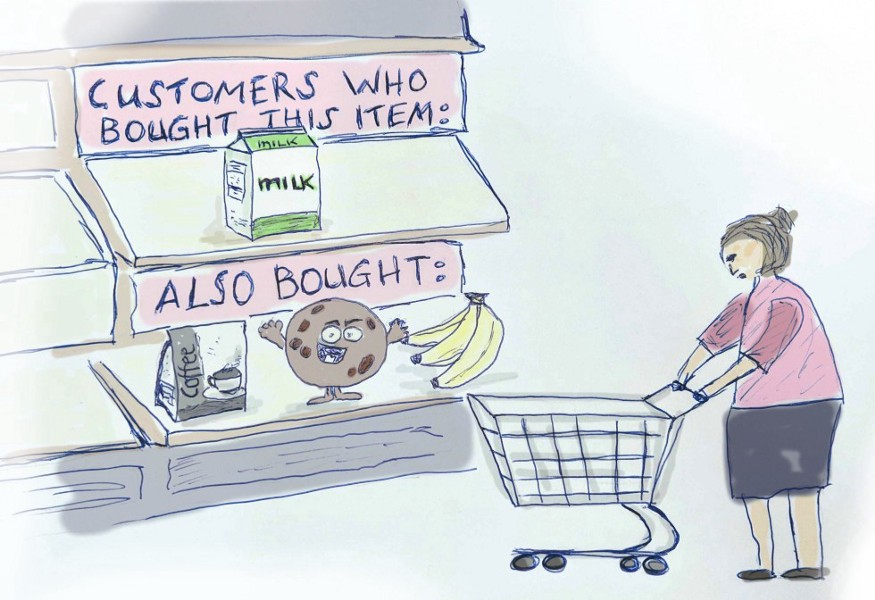 CUSTOMERS WHO
BOUGHT THIS ITEM:
MILK
MILK
ALSO BOUGHT:
Coffee